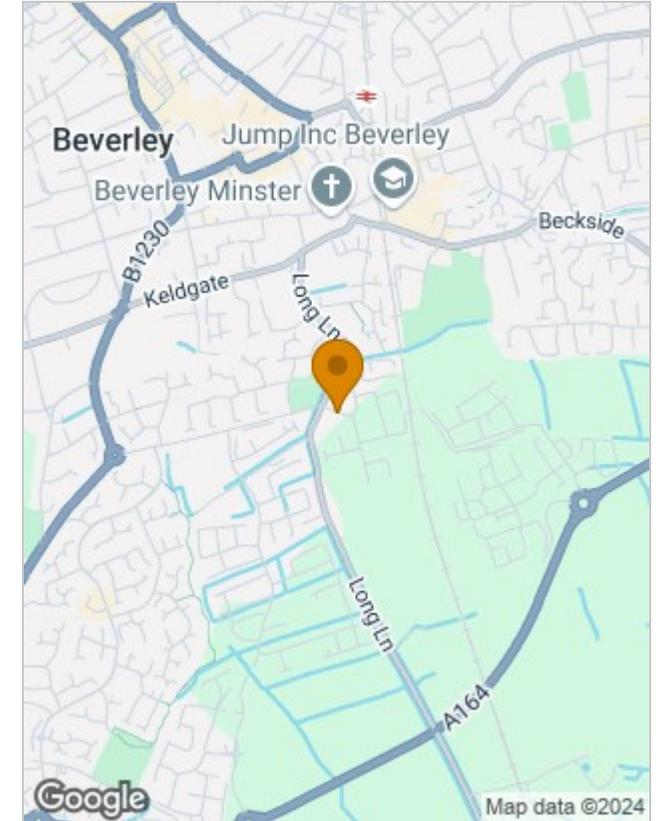 Beverley
Jump Inc Beverley
Beverley Minster
Beckside
B1230
Keldgate
Long Ln
Long Ln
A164
Google
Map data ©2024